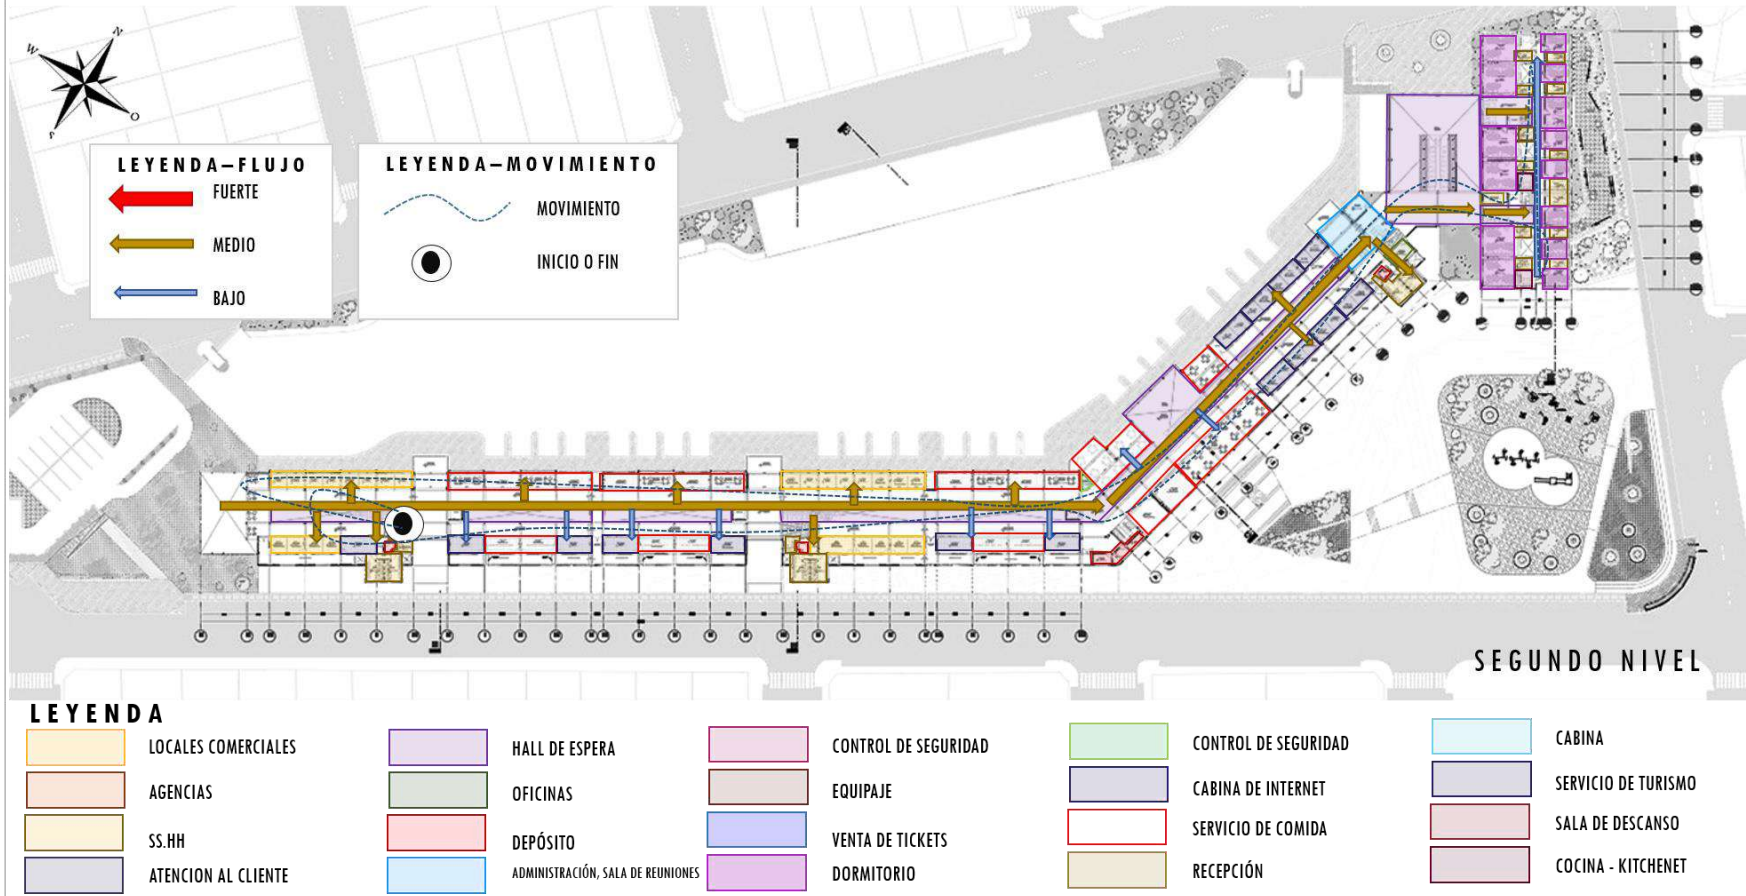 N
W
O
P
LEYENDA–FLUJO
FUERTE
MEDIO
BAJO
LEYENDA–MOVIMIENTO
MOVIMIENTO
INICIO O FIN
SEGUNDO NIVEL
LEYENDA
LOCALES COMERCIALES
AGENCIAS
SS.HH
ATENCION AL CLIENTE
HALL DE ESPERA
OFICINAS
DEPÓSITO
ADMINISTRACIÓN, SALA DE REUNIONES
CONTROL DE SEGURIDAD
EQUIPAJE
VENTA DE TICKETS
DORMITORIO
CONTROL DE SEGURIDAD
CABINA DE INTERNET
SERVICIO DE COMIDA
RECEPCIÓN
CABINA
SERVICIO DE TURISMO
SALA DE DESCANSO
COCINA - KITCHENET